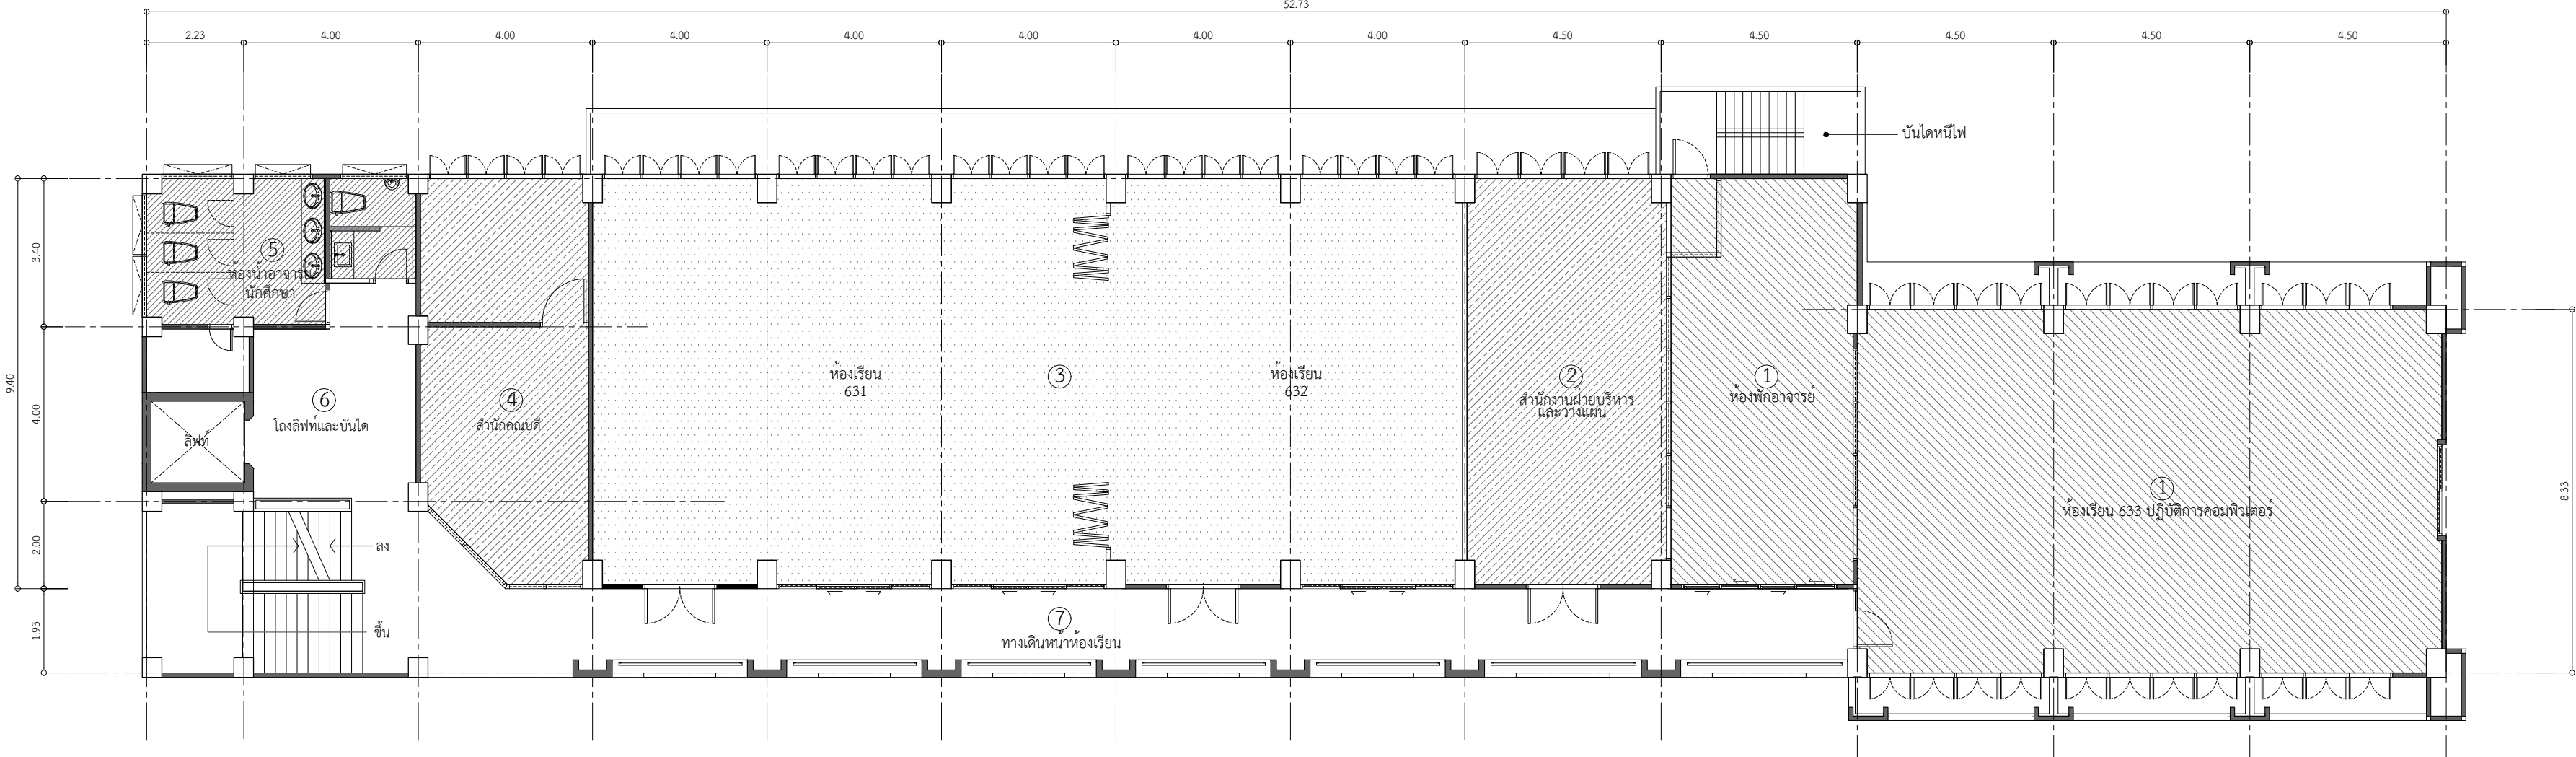 52.73
2.23
4.00
4.00
4.00
4.00
4.00
4.00
4.00
4.50
4.50
4.50
4.50
4.50
บันไดหนีไฟ
3.40
9.40
4.00
2.00
1.93
8.33
5
ห้องน้ำอาจารย์
นักศึกษา
6
โถงลิฟท์และบันได
ลิฟท์
ลง
ขึ้น
4
สำนักคณบดี
ห้องเรียน
631
3
ห้องเรียน
632
2
สำนักงานฝ่ายบริหาร
และวางแผน
1
ห้องพักอาจารย์
1
ห้องเรียน 633 ปฏิบัติการคอมพิวเตอร์
7
ทางเดินหน้าห้องเรียน